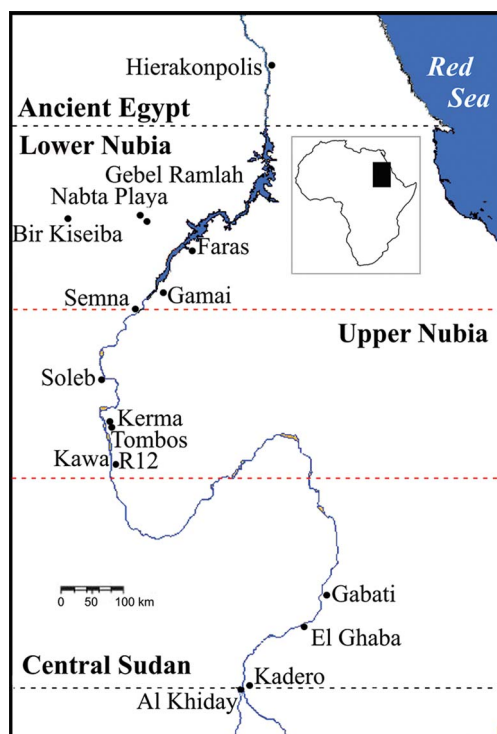 Hierakonpolis
Red
Sea
Ancient Egypt
Lower Nubia
Gebel Ramlah
Nabta Playa
Bir Kiseiba
Faras
Semna
Gamai
Upper Nubia
Soleb
Kerma
Tombos
Kawa
R12
0 50 100 km
Gabati
El Ghaba
Central Sudan
Kadero
Al Khiday